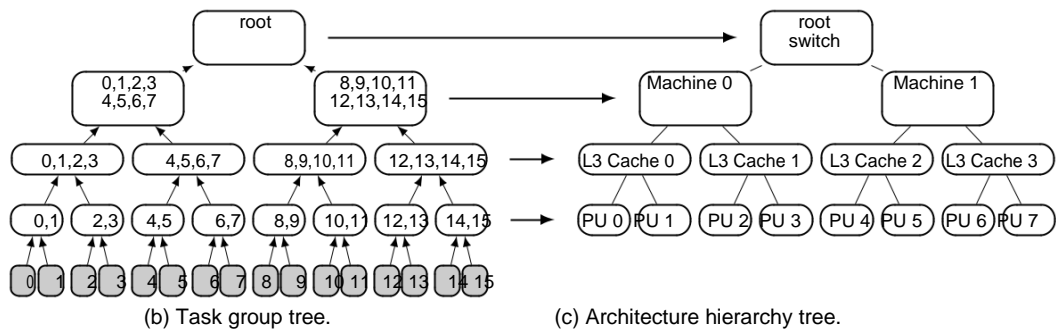 root
root
switch
0,1,2,3
4,5,6,7
8,9,10,11
12,13,14,15
Machine 0
Machine 1
0,1,2,3
4,5,6,7
8,9,10,11
12,13,14,15
L3 Cache 0
L3 Cache 1
L3 Cache 2
L3 Cache 3
0,1
2,3
4,5
6,7
8,9
10,11
12,13
14,15
PU 0
PU 1
PU 2
PU 3
PU 4
PU 5
PU 6
PU 7
0
1
2
3
4
5
6
7
8
9
10
11
12
13
14
15
(b) Task group tree.
(c) Architecture hierarchy tree.